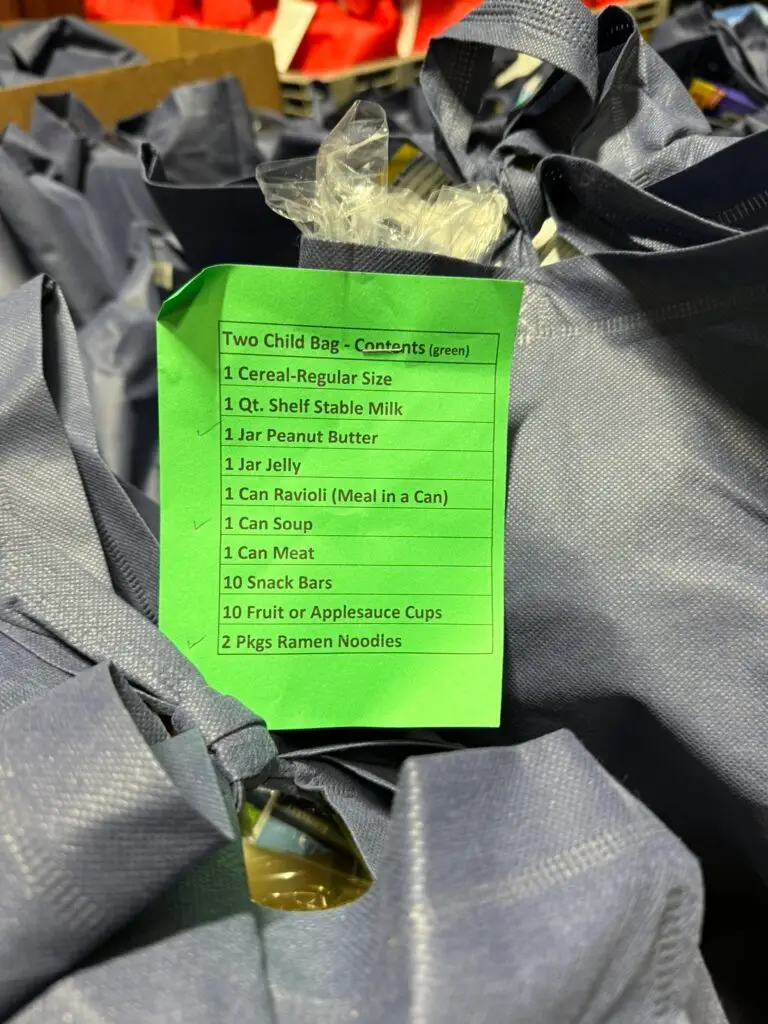 Two Child Bag - Contents (green)
1 Cereal-Regular Size
1 Qt. Shelf Stable Milk
1 Jar Peanut Butter
1 Jar Jelly
1 Can Ravioli (Meal in a Can)
1 Can Soup
1 Can Meat
10 Snack Bars
10 Fruit or Applesauce Cups
2 Pkgs Ramen Noodles